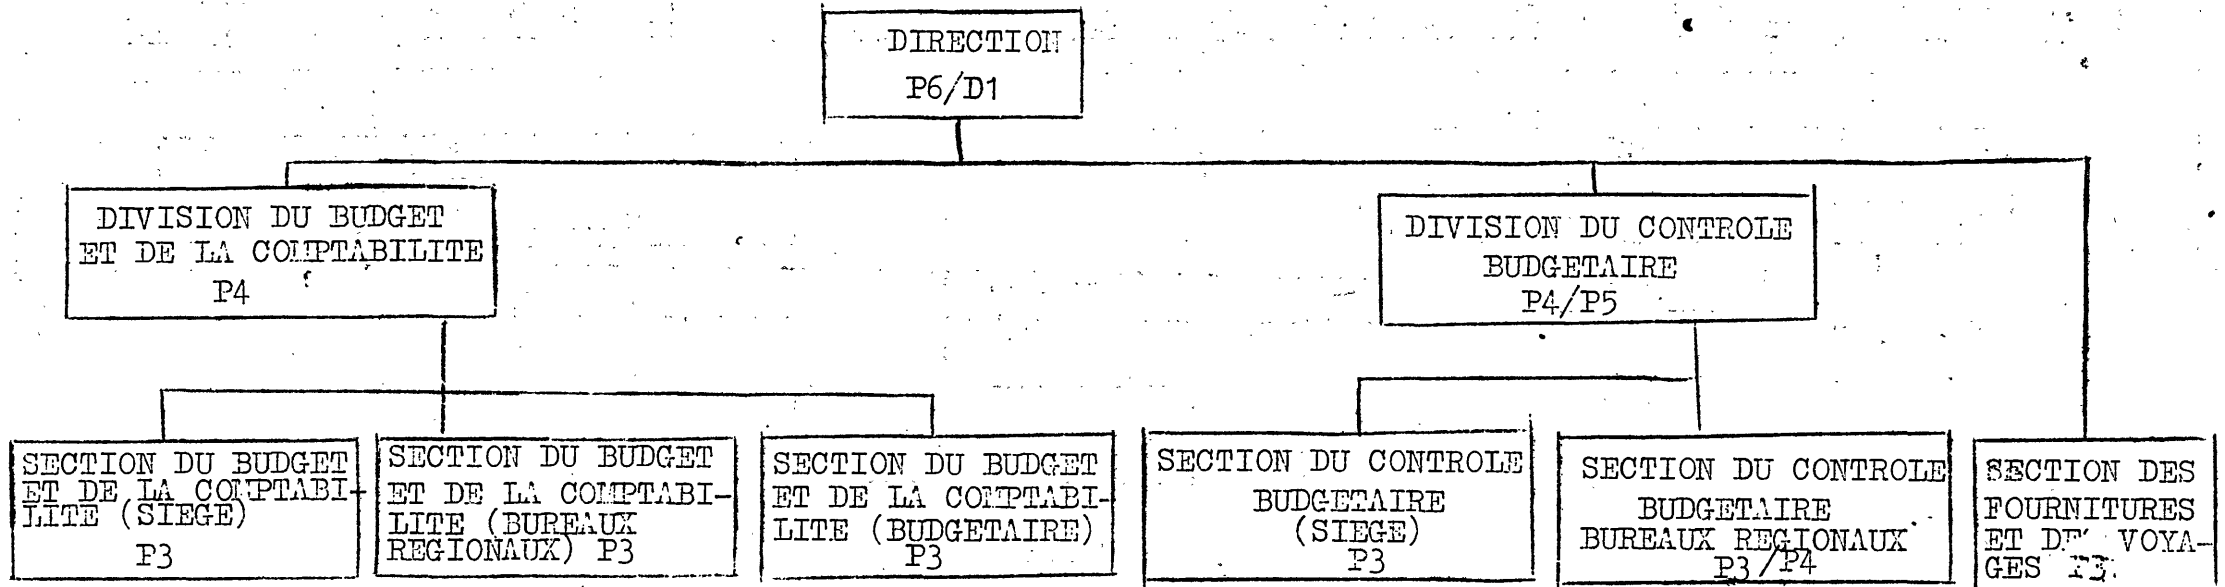 DIRECTION
P6/D1
DIVISION DU BUDGET
ET DE LA COMPTABILITE
P4
DIVISION DU CONTROLE
BUDGETAIRE
P4/P5
SECTION DU BUDGET
ET DE LA COMPTABI-
LITE (SIEGE)
P3
SECTION DU BUDGET
ET DE LA COMPTABI-
LITE (BUREAUX
REGIONAUX) P3
SECTION DU BUDGET
ET DE LA COMPTABI-
LITE (BUDGETAIRE)
P3
SECTION DU CONTROLE
BUDGETAIRE
(SIEGE)
P3
SECTION DU CONTROLE
BUDGETAIRE
BUREAUX REGIONAUX
P3/P4
SECTION DES
FOURNITURES
ET DE VOYA-
GES P3